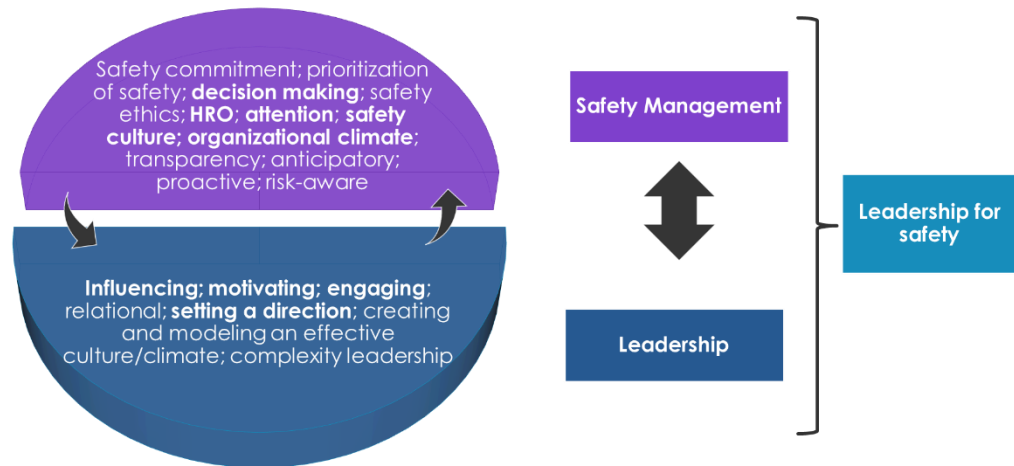 Safety commitment; prioritization
of safety; decision making; safety
ethics; HRO; attention; safety
culture; organizational climate;
transparency; anticipatory;
proactive; risk-aware
Influencing; motivating; engaging;
relational; setting a direction; creating
and modeling an effective
culture/climate; complexity leadership
Safety Management
Leadership
Leadership for
safety